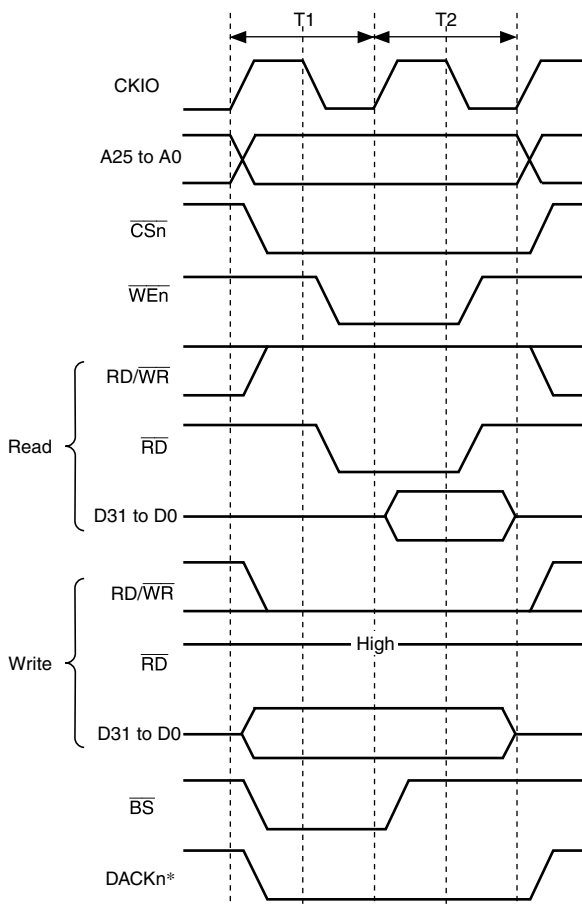 T1 T2
CKIO
A25 to A0
CSn
WEn
RD/WR
Read
RD
D31 to D0
RD/WR
High
Write
RD
D31 to D0
BS
DACKn*